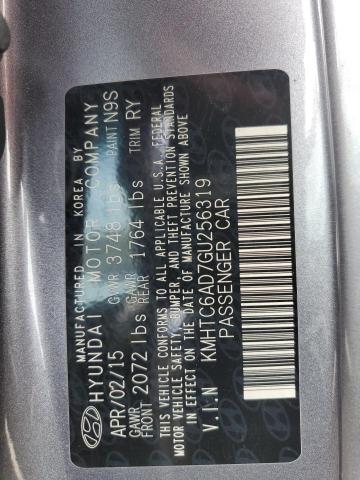 MANUFACTURED IN KOREA BY
HYUNDAI MOTOR COMPANY
APR/02/15 GVWR 3748 lbs PAINT N9S
GAWR FRONT 2072 lbs GAWR REAR 1764 lbs TRIM RY
THIS VEHICLE CONFORMS TO ALL APPLICABLE U.S.A. FEDERAL
MOTOR VEHICLE SAFETY, BUMPER, AND THEFT PREVENTION STANDARDS
IN EFFECT ON THE DATE OF MANUFACTURE SHOWN ABOVE
V.I.N KMHTC6AD7GU256319
PASSENGER CAR